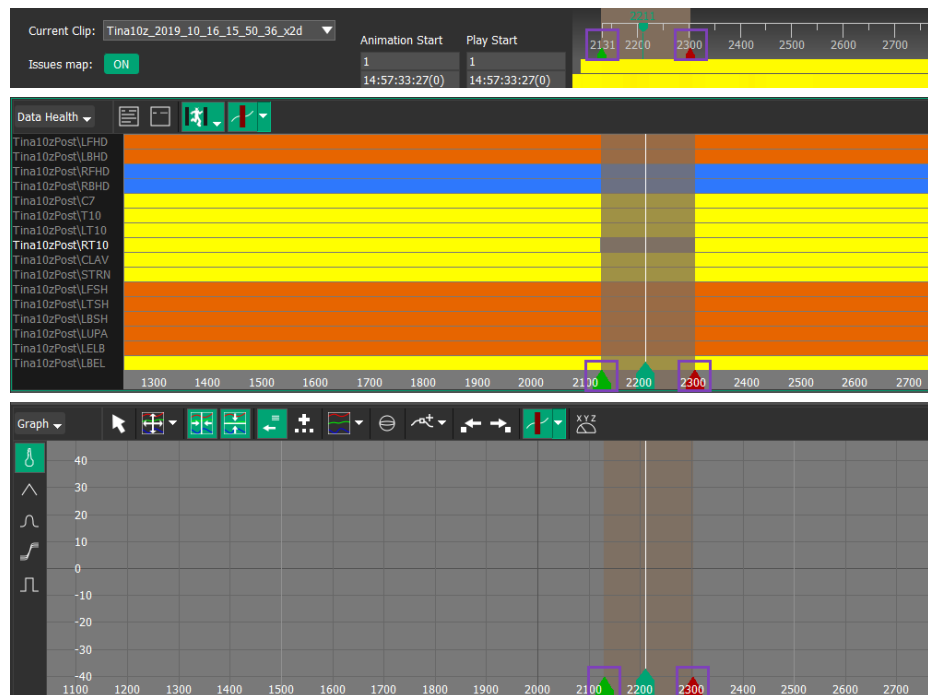 2211
Current Clip: Tina10z_2019_10_16_15_50_36_x2d Animation Start Play Start 2131 2200 2300 2400 2500 2600 2700
Issues map: ON 1 1
14:57:33:27(0) 14:57:33:27(0)
Data Health
Tina10zPost\LFHD
Tina10zPost\LBHD
Tina10zPost\RFHD
Tina10zPost\RBHD
Tina10zPost\C7
Tina10zPost\T10
Tina10zPost\LT10
Tina10zPost\RT10
Tina10zPost\CLAV
Tina10zPost\STRN
Tina10zPost\LFSH
Tina10zPost\LTSH
Tina10zPost\LBSH
Tina10zPost\LUPA
Tina10zPost\LELB
Tina10zPost\LBEL
1300 1400 1500 1600 1700 1800 1900 2000 2100 2200 2300 2400 2500 2600 2700
Graph XYZ
40
30
20
10
0
-10
-20
-30
-40
1100 1200 1300 1400 1500 1600 1700 1800 1900 2000 2100 2200 2300 2400 2500 2600 2700